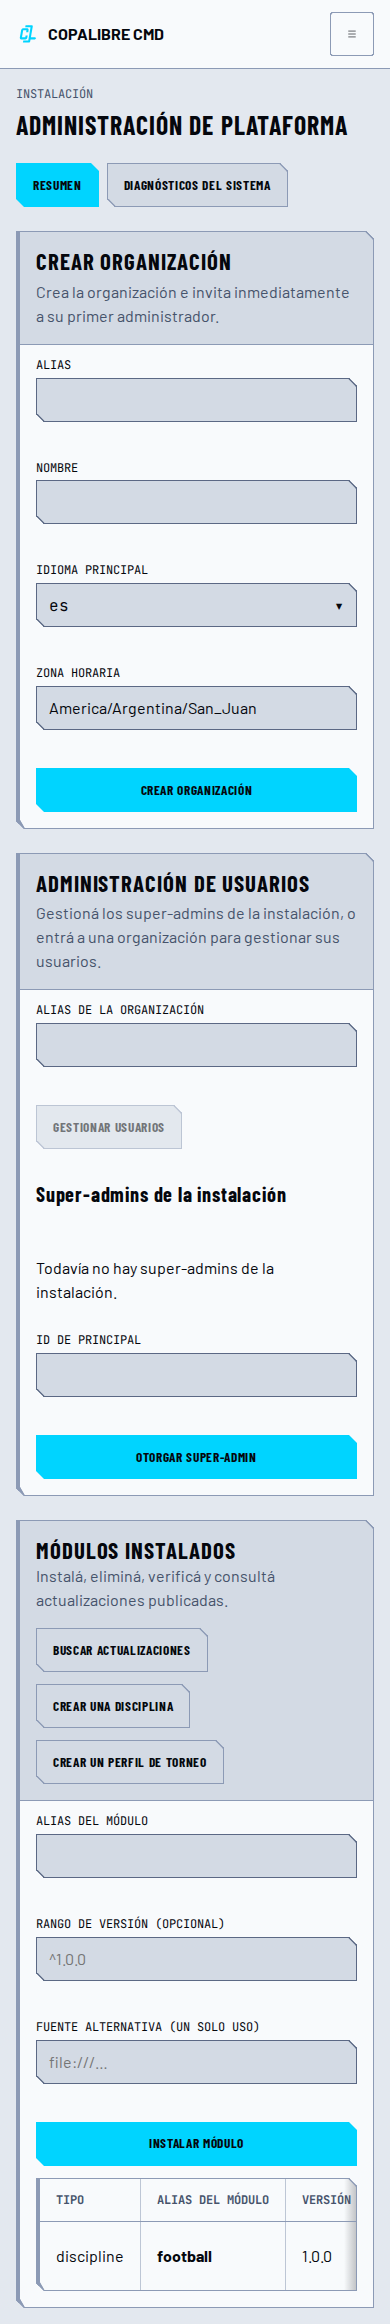 COPALIBRE CMD
INSTALACIÓN
ADMINISTRACIÓN DE PLATAFORMA
RESUMEN
DIAGNÓSTICOS DEL SISTEMA
CREAR ORGANIZACIÓN
Crea la organización e invita inmediatamente
a su primer administrador.
ALIAS
NOMBRE
IDIOMA PRINCIPAL
es
ZONA HORARIA
America/Argentina/San_Juan
CREAR ORGANIZACIÓN
ADMINISTRACIÓN DE USUARIOS
Gestioná los super-admins de la instalación, o
entrá a una organización para gestionar sus
usuarios.
ALIAS DE LA ORGANIZACIÓN
GESTIONAR USUARIOS
Super-admins de la instalación
Todavía no hay super-admins de la
instalación.
ID DE PRINCIPAL
OTORGAR SUPER-ADMIN
MÓDULOS INSTALADOS
Instalá, eliminá, verificá y consultá
actualizaciones publicadas.
BUSCAR ACTUALIZACIONES
CREAR UNA DISCIPLINA
CREAR UN PERFIL DE TORNEO
ALIAS DEL MÓDULO
RANGO DE VERSIÓN (OPCIONAL)
^1.0.0
FUENTE ALTERNATIVA (UN SOLO USO)
file:///...
INSTALAR MÓDULO
TIPO ALIAS DEL MÓDULO VERSIÓN
discipline football 1.0.0